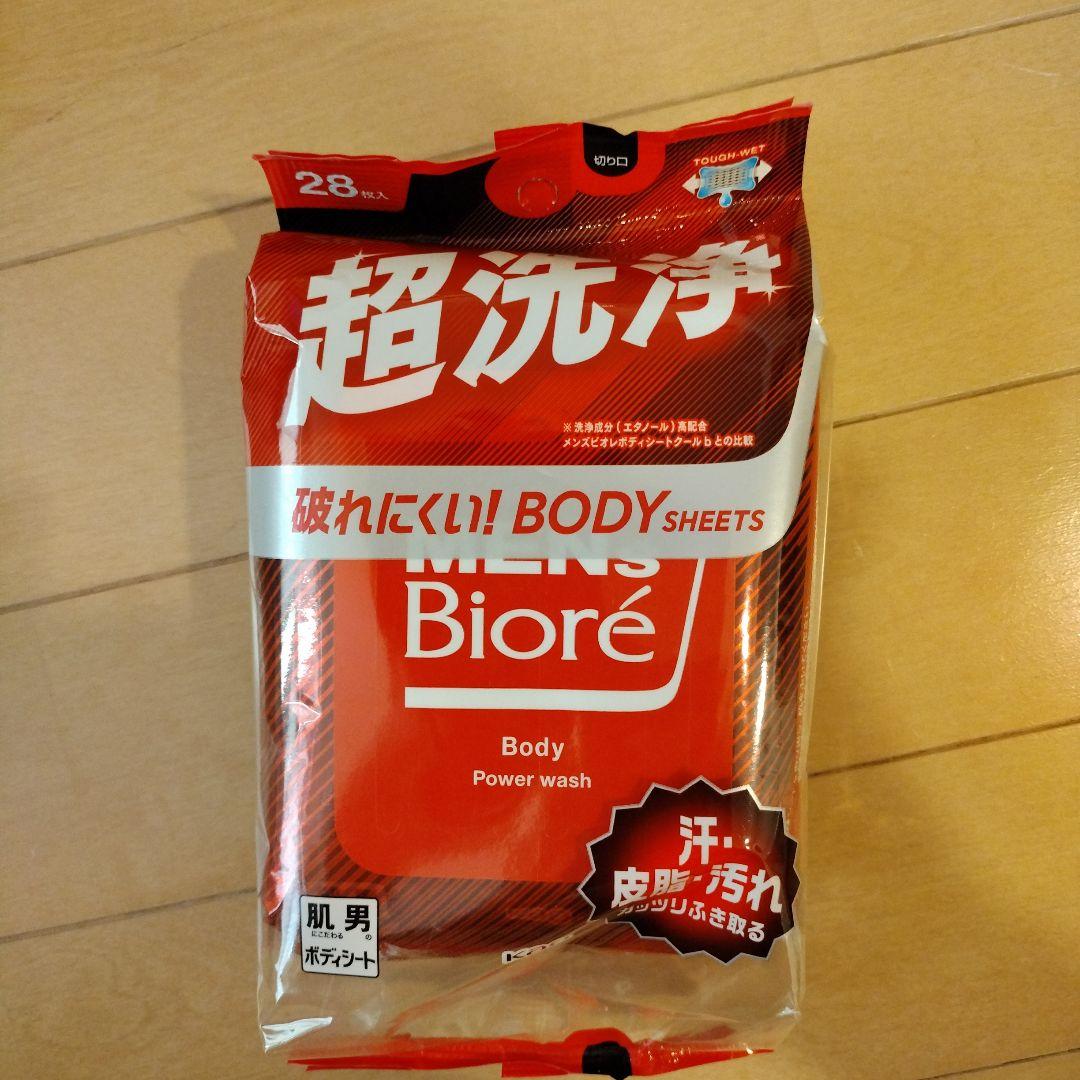 切り口
TOUGH-WET
28枚入
超洗浄
※洗浄成分(エタノール)高配合
メンズビオレボディシートクールbとの比較
破れにくい! BODY SHEETS
MEN's
Bioré
Body
Power wash
汗・
皮脂・汚れ
ガッツリふき取る
肌 男
にこだわる の
ボディシート